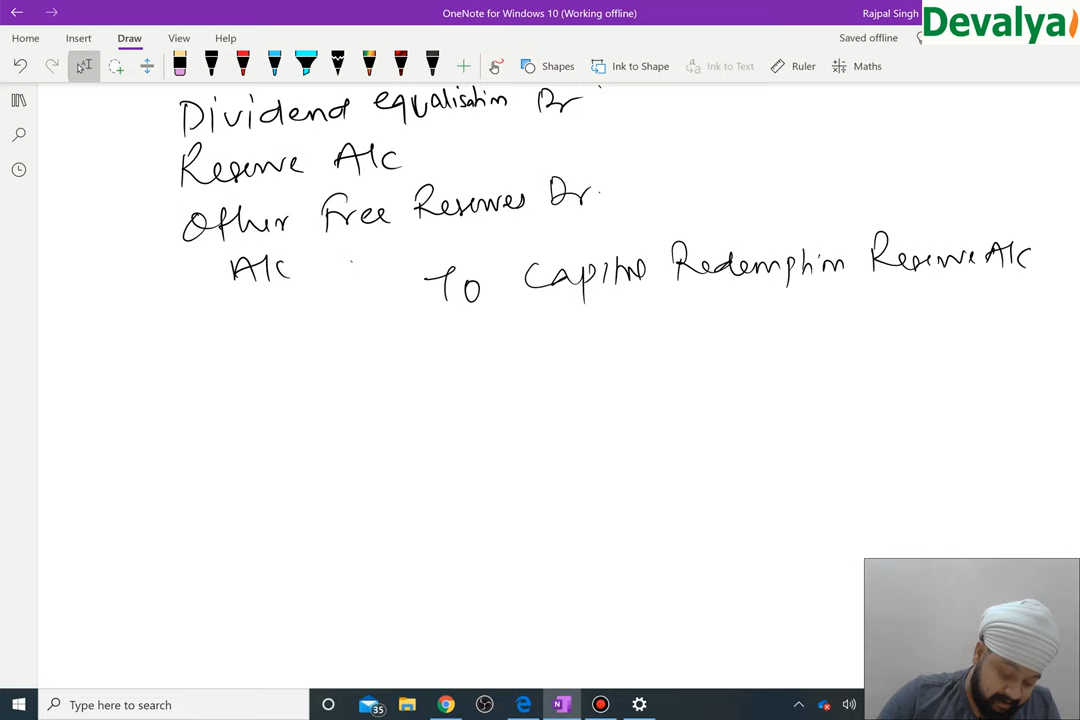 OneNote for Windows 10 (Working offline)
Rajpal Singh
Devalya
Home Insert Draw View Help
Saved offline
Shapes Ink to Shape Ink to Text Ruler Maths
Dividend equalisation Dr
Reserve A/c
Other Free Reserves Dr.
A/c
To Capital Redemption Reserve A/c
Type here to search
35